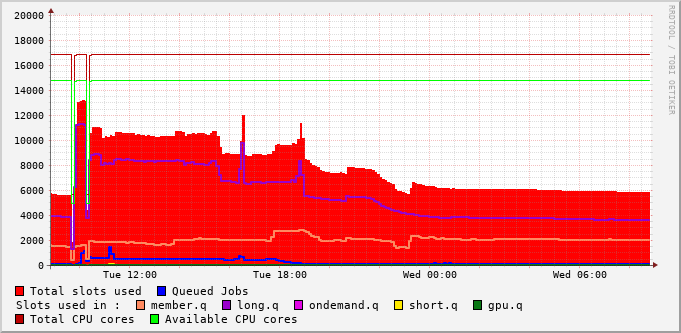 20000
18000
16000
14000
12000
10000
8000
6000
4000
2000
0
Tue 12:00 Tue 18:00 Wed 00:00 Wed 06:00
Total slots used Queued Jobs
Slots used in : member.q long.q ondemand.q short.q gpu.q
Total CPU cores Available CPU cores
RRDTOOL / TOBI OETIKER